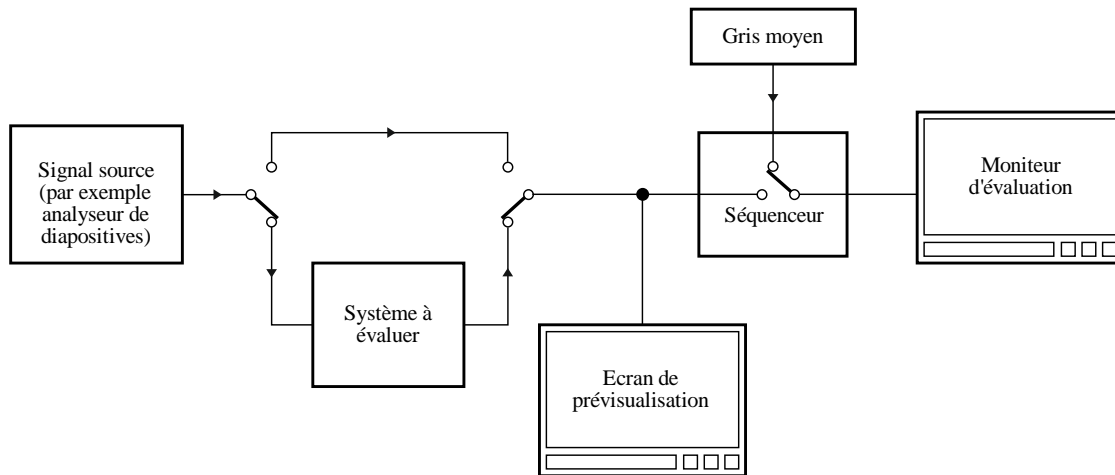 Gris moyen
Signal source
(par exemple
analyseur de
diapositives)
Système à
évaluer
Ecran de
prévisualisation
Séquenceur
Moniteur
d'évaluation